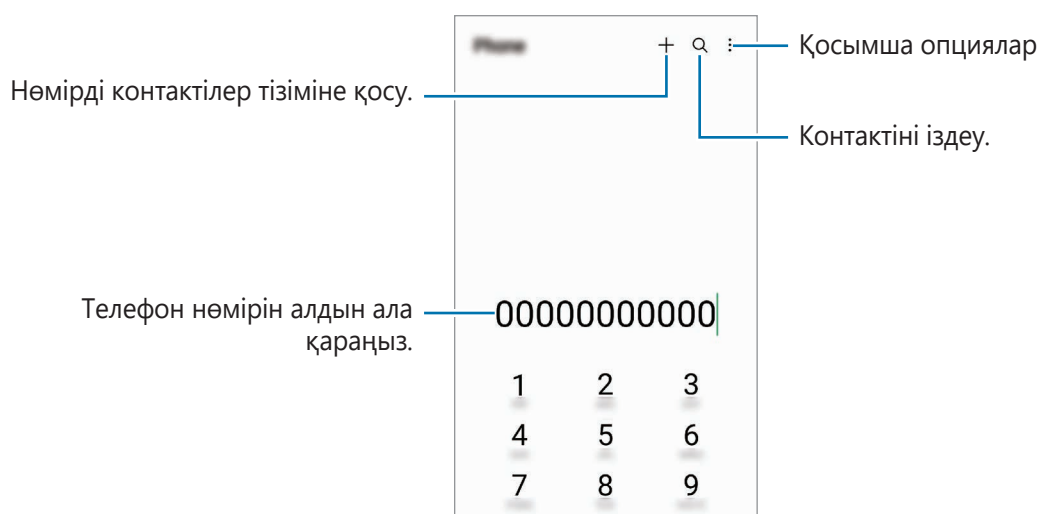 Қосымша опциялар
Нөмірді контактілер тізіміне қосу.
Контактіні іздеу.
Телефон нөмірін алдын ала
қараңыз.
00000000000
1 2 3
4 5 6
7 8 9